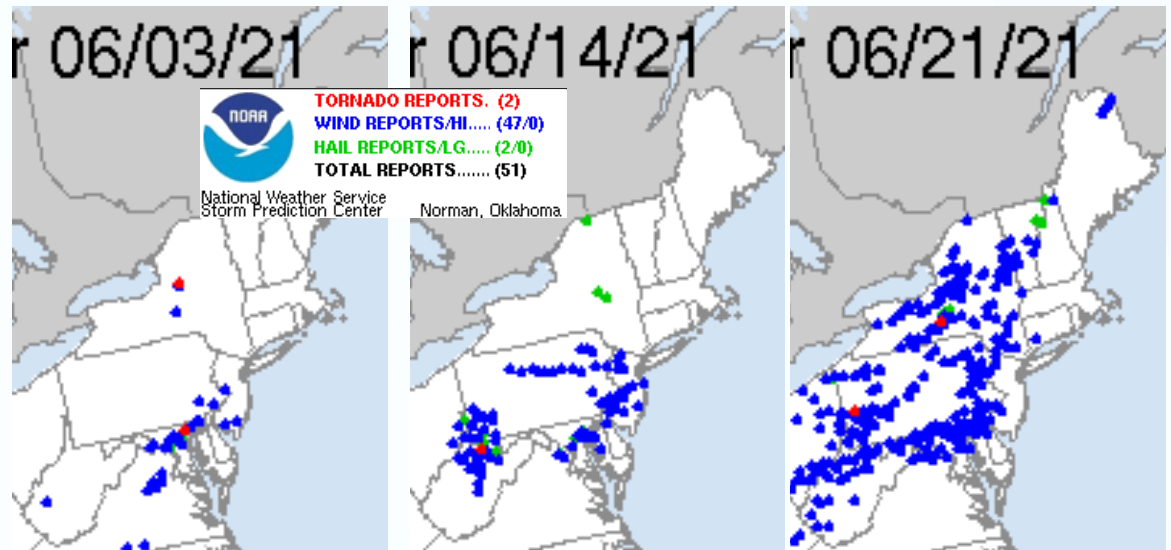 r 06/03/21
r 06/14/21
r 06/21/21
NOAA
TORNADO REPORTS. (2)
WIND REPORTS/HI..... (47/0)
HAIL REPORTS/LG..... (2/0)
TOTAL REPORTS....... (51)
National Weather Service
Storm Prediction Center Norman, Oklahoma